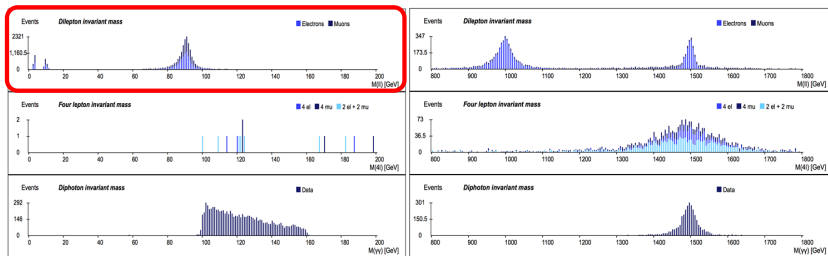 Events Dilepton invariant mass Electrons Muons
2321
1,160.5
0
0 20 40 60 80 100 120 140 160 180 200
M(ll) [GeV]
Events Four lepton invariant mass 4 el 4 mu 2 el + 2 mu
2
1
0
0 20 40 60 80 100 120 140 160 180 200
M(4l) [GeV]
Events Diphoton invariant mass Data
292
146
0
0 20 40 60 80 100 120 140 160 180 200
M(γγ) [GeV]
Events Dilepton invariant mass Electrons Muons
347
173.5
0
800 900 1000 1100 1200 1300 1400 1500 1600 1700 1800
M(ll) [GeV]
Events Four lepton invariant mass 4 el 4 mu 2 el + 2 mu
73
36.5
0
800 900 1000 1100 1200 1300 1400 1500 1600 1700 1800
M(4l) [GeV]
Events Diphoton invariant mass Data
301
150.5
0
800 900 1000 1100 1200 1300 1400 1500 1600 1700 1800
M(γγ) [GeV]